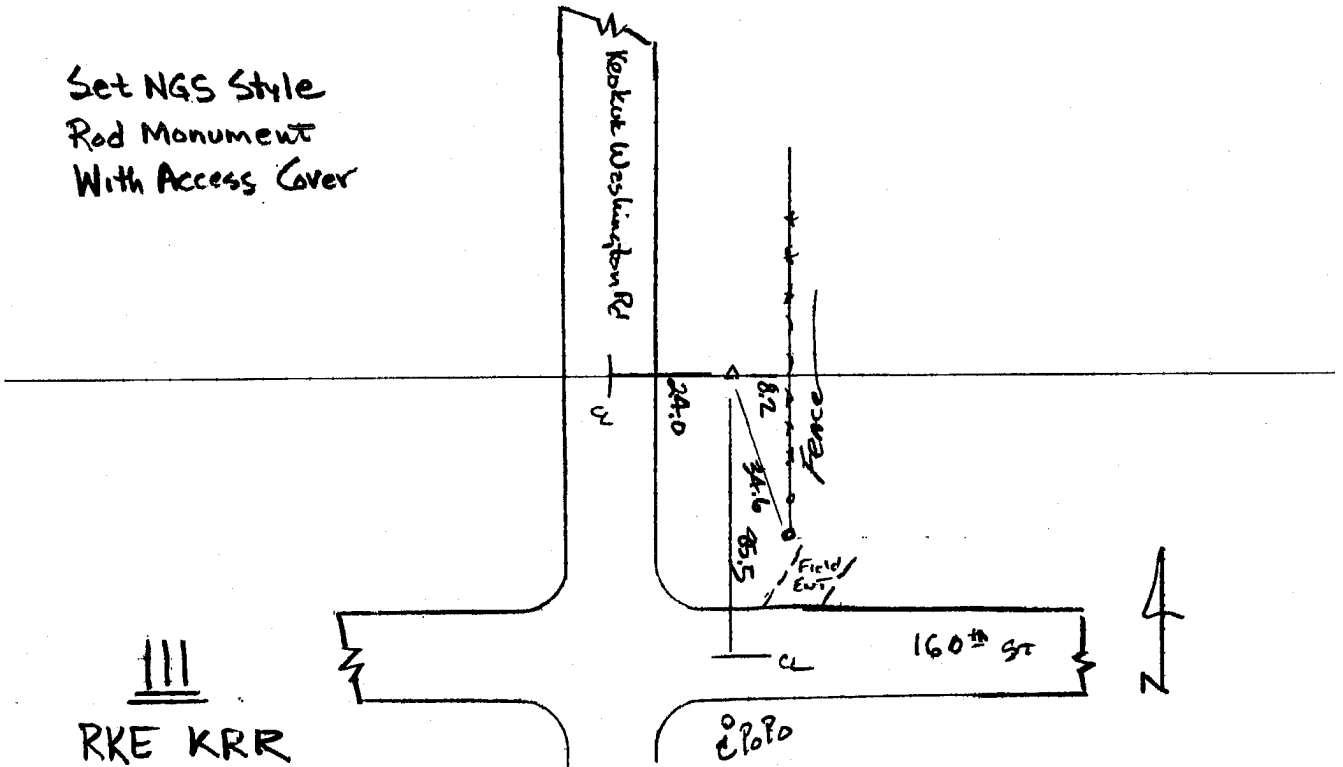 Set NGS Style
Rod Monument
With Access Cover
Keokuk Washington Rd
CL
24.0
8.2
Fence
34.6
85.5
Field
ENT
CL
160th ST
N
III
RKE KRR